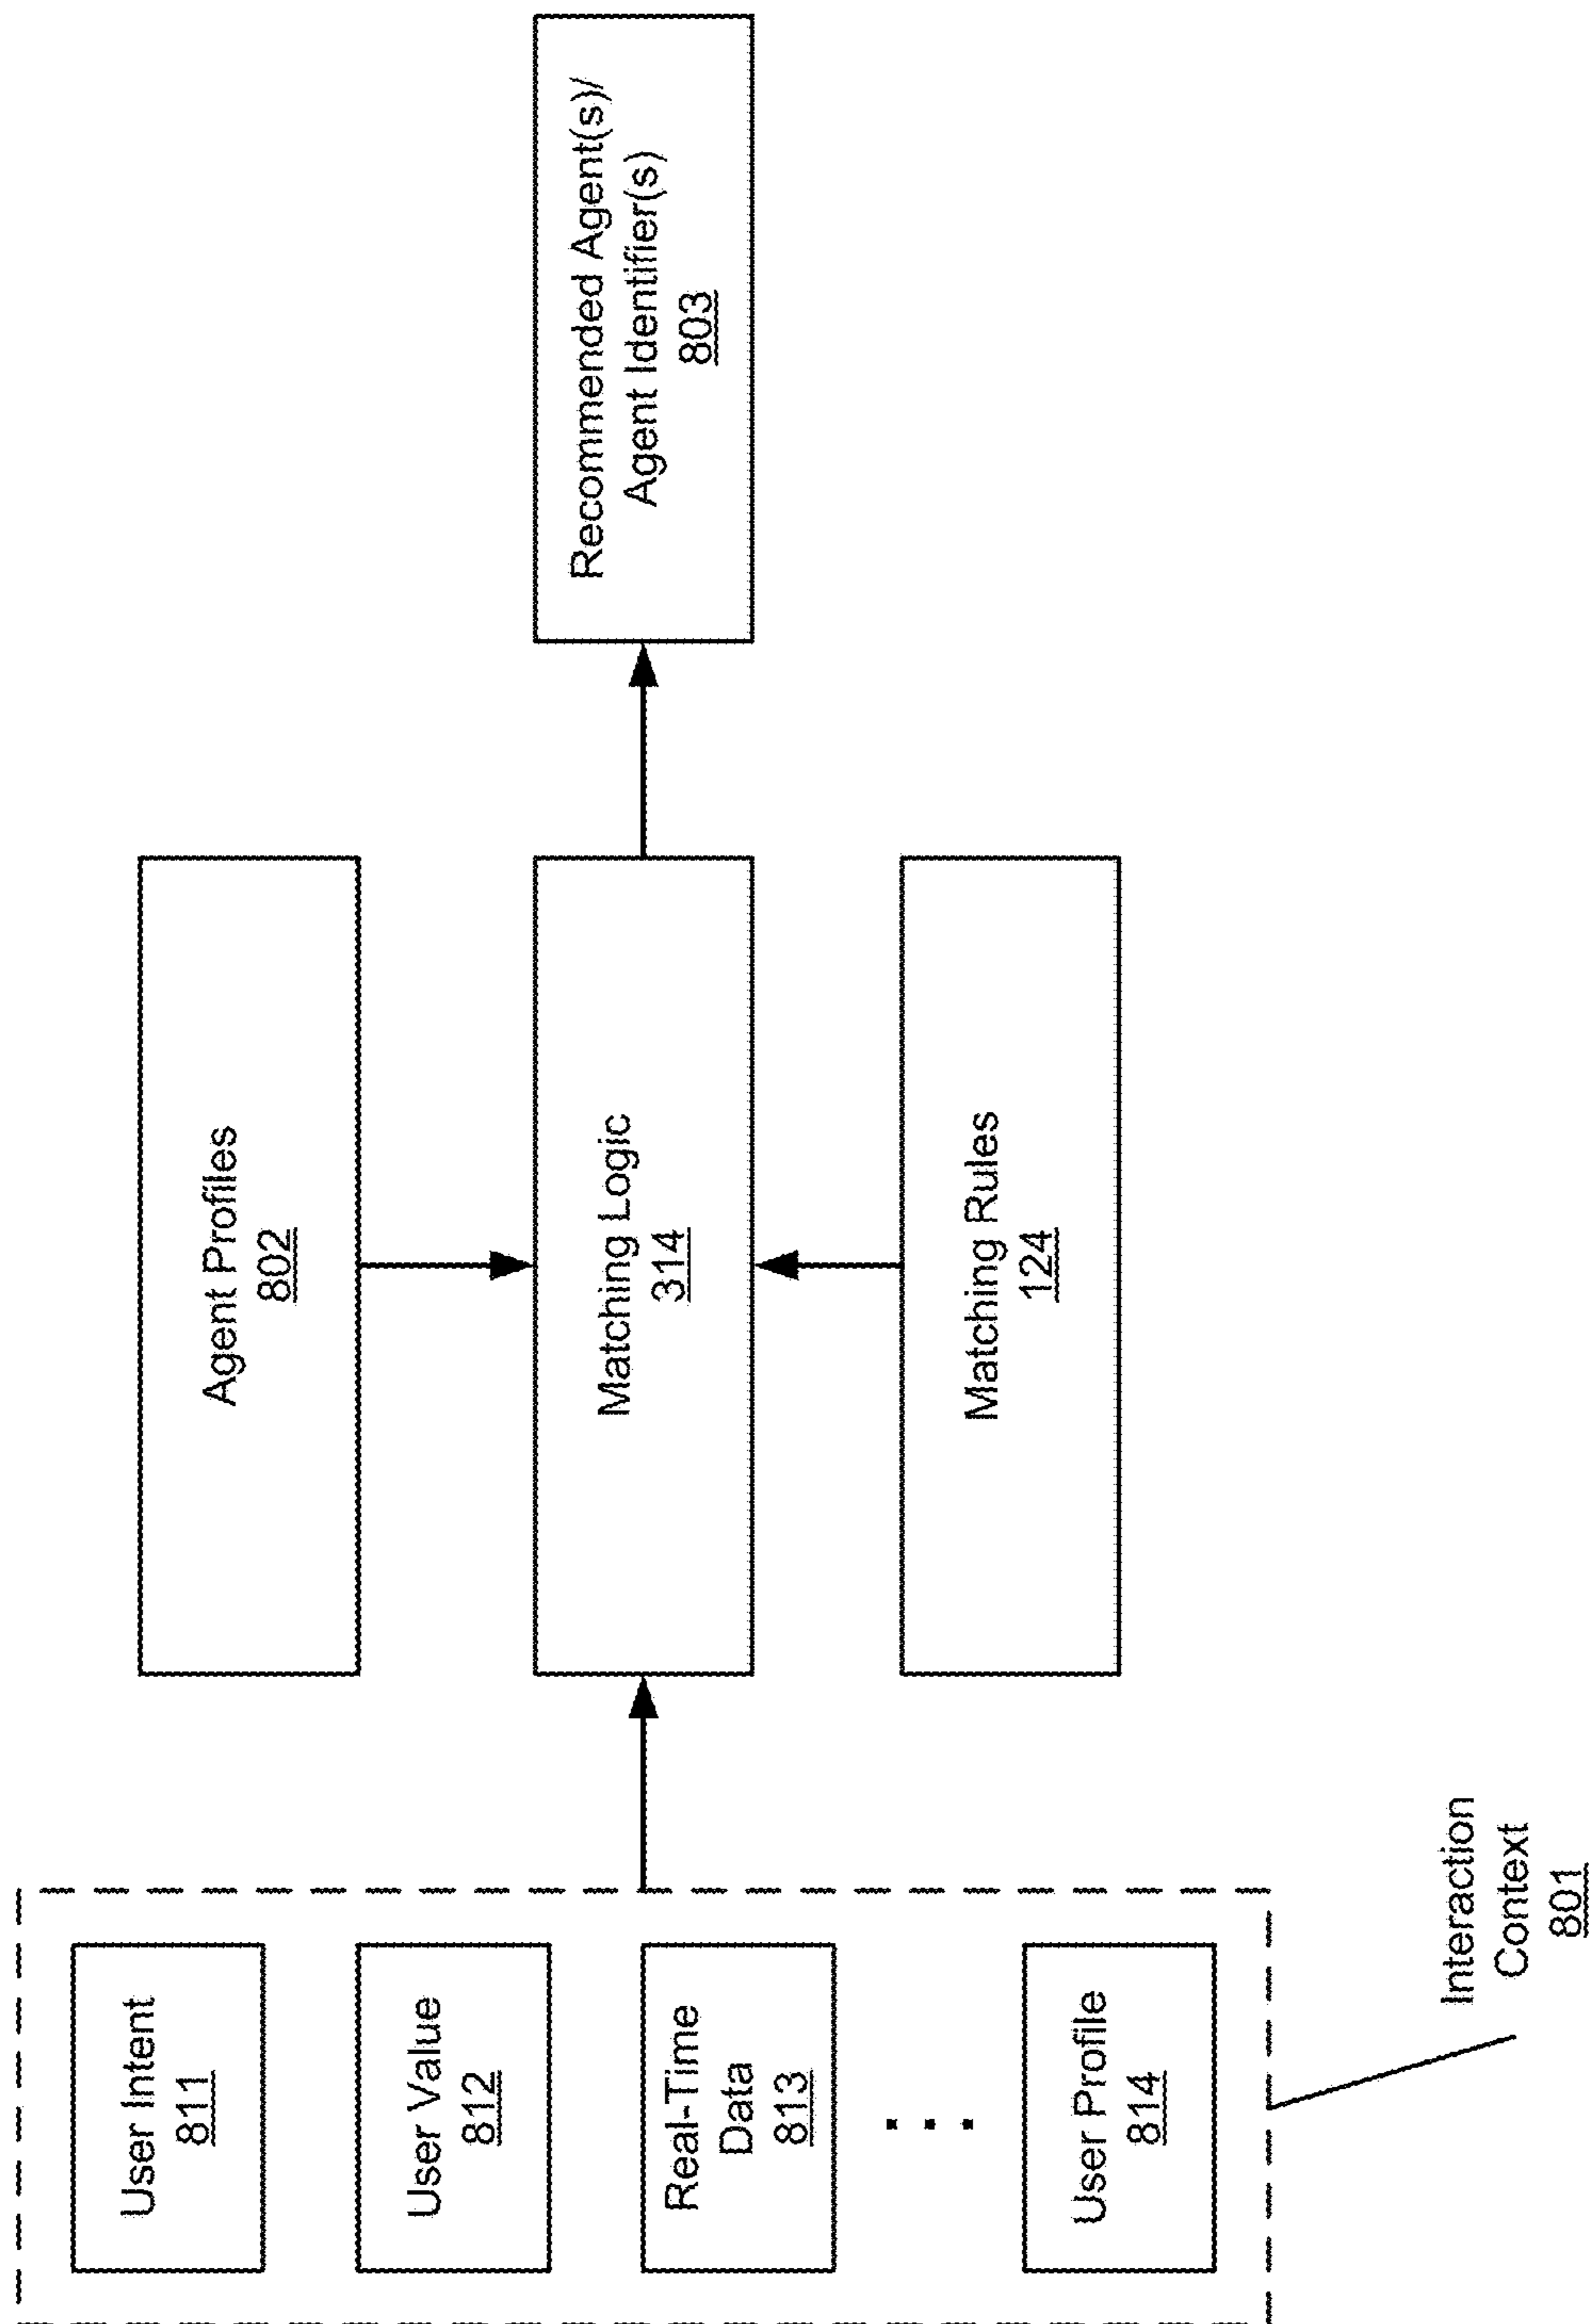 User Intent
811
User Value
812
Real-Time
Data
813
User Profile
814
Interaction
Context
801
Agent Profiles
802
Matching Logic
314
Matching Rules
124
Recommended Agent(s)/
Agent Identifier(s)
803